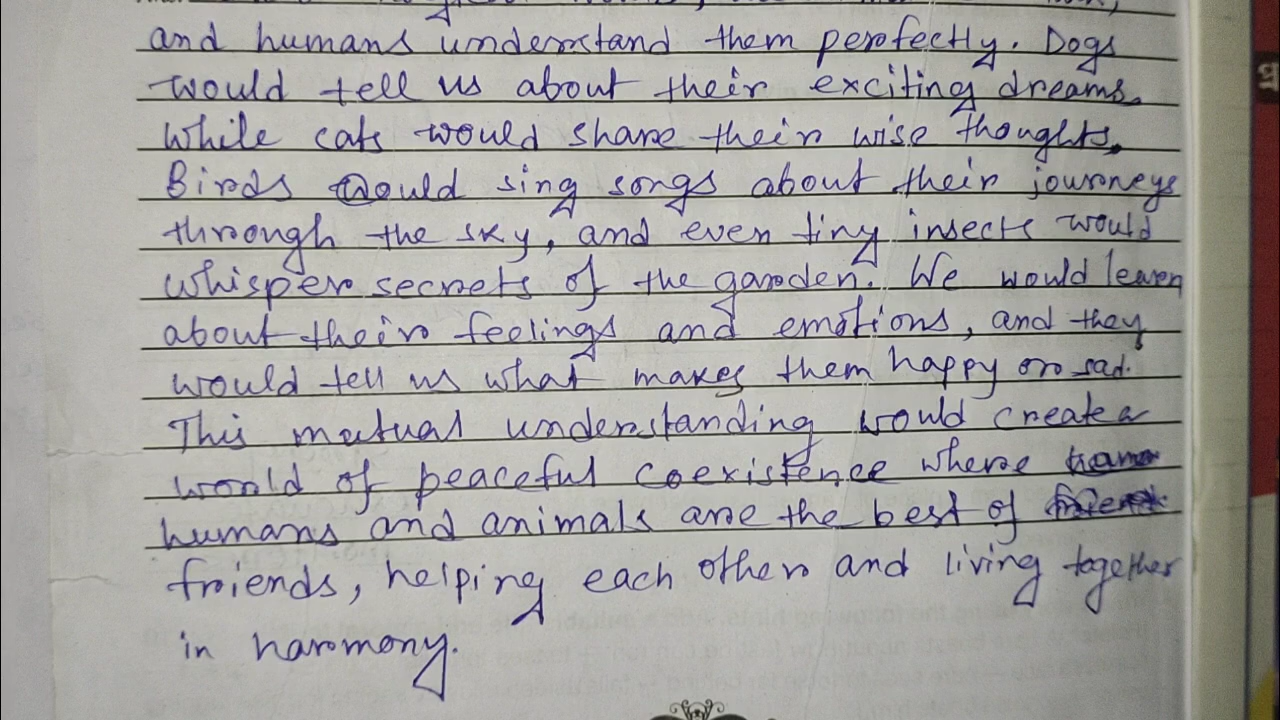 and humans understand them perfectly. Dogs
would tell us about their exciting dreams.
While cats would share their wise thoughts.
Birds would sing songs about their journeys
through the sky, and even tiny insects would
whisper secrets of the garden. We would learn
about their feelings and emotions, and they
would tell us what makes them happy or sad.
This mutual understanding would create a
world of peaceful coexistence where
humans and animals are the best of
friends, helping each other and living together
in harmony.